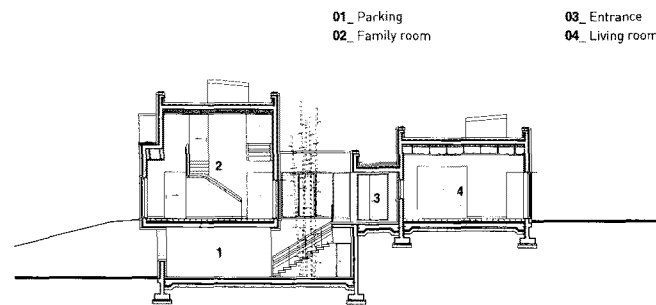 01_ Parking
02_ Family room
03_ Entrance
04_ Living room
2
3
4
1